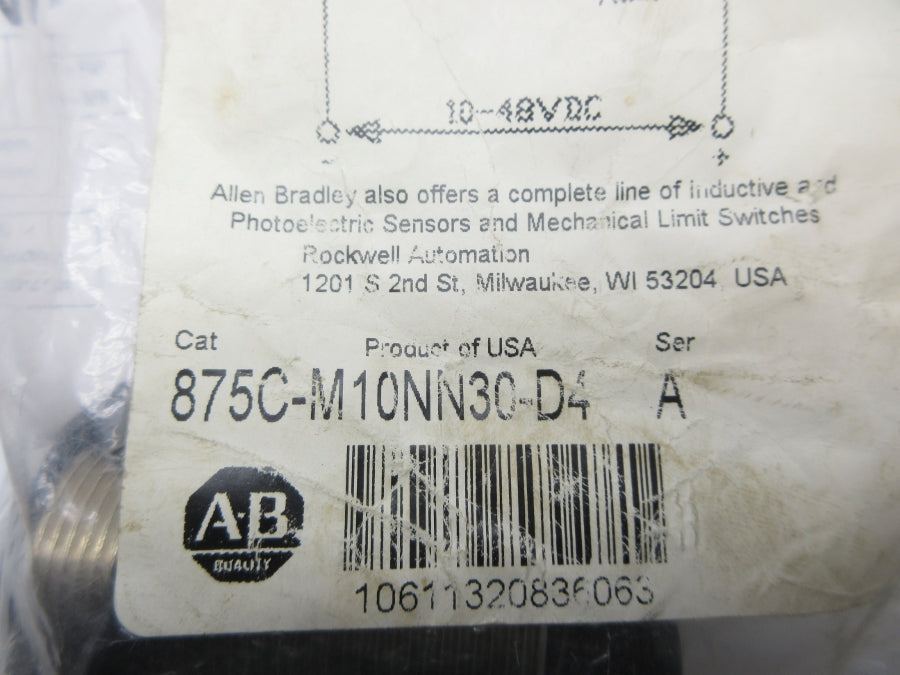 10-48VDC
- +
Allen Bradley also offers a complete line of inductive and
Photoelectric Sensors and Mechanical Limit Switches
Rockwell Automation
1201 S 2nd St, Milwaukee, WI 53204 USA
Cat Product of USA Ser
875C-M10NN30-D4 A
A-B
QUALITY
10611320836063